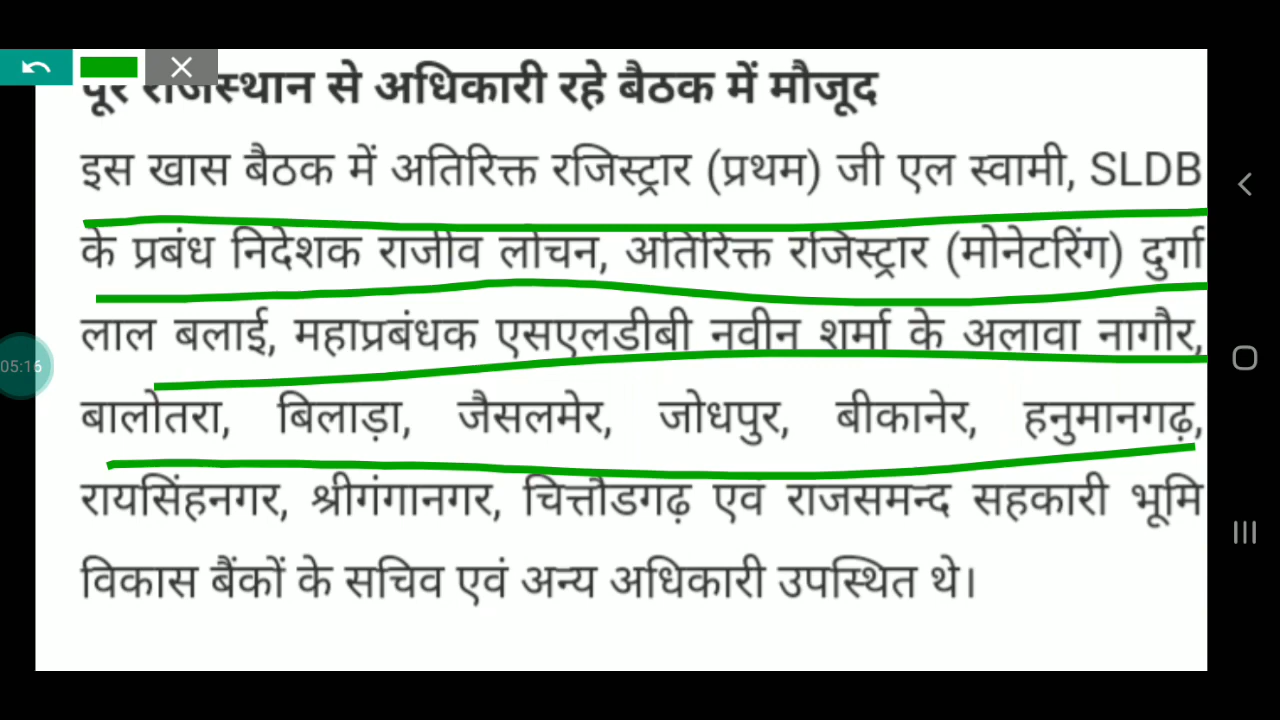 पूरे राजस्थान से अधिकारी रहे बैठक में मौजूद
इस खास बैठक में अतिरिक्त रजिस्ट्रार (प्रथम) जी एल स्वामी, SLDB
के प्रबंध निदेशक राजीव लोचन, अतिरिक्त रजिस्ट्रार (मोनेटरिंग) दुर्गा
लाल बलाई, महाप्रबंधक एसएलडीबी नवीन शर्मा के अलावा नागौर,
05:16
बालोतरा, बिलाड़ा, जैसलमेर, जोधपुर, बीकानेर, हनुमानगढ़,
रायसिंहनगर, श्रीगंगानगर, चित्तौडगढ़ एवं राजसमन्द सहकारी भूमि
विकास बैंकों के सचिव एवं अन्य अधिकारी उपस्थित थे।